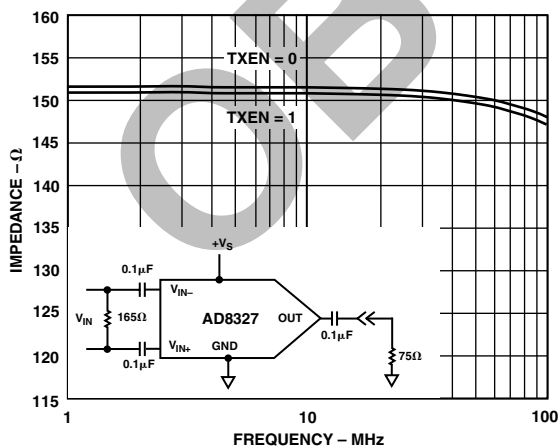 160
155
150
145
140
135
130
125
120
115
IMPEDANCE – Ω
TXEN = 0
TXEN = 1
+VS
0.1μF
VIN–
VIN
165Ω
AD8327
OUT
0.1μF
VIN+
GND
0.1μF
75Ω
1
10
100
FREQUENCY – MHz